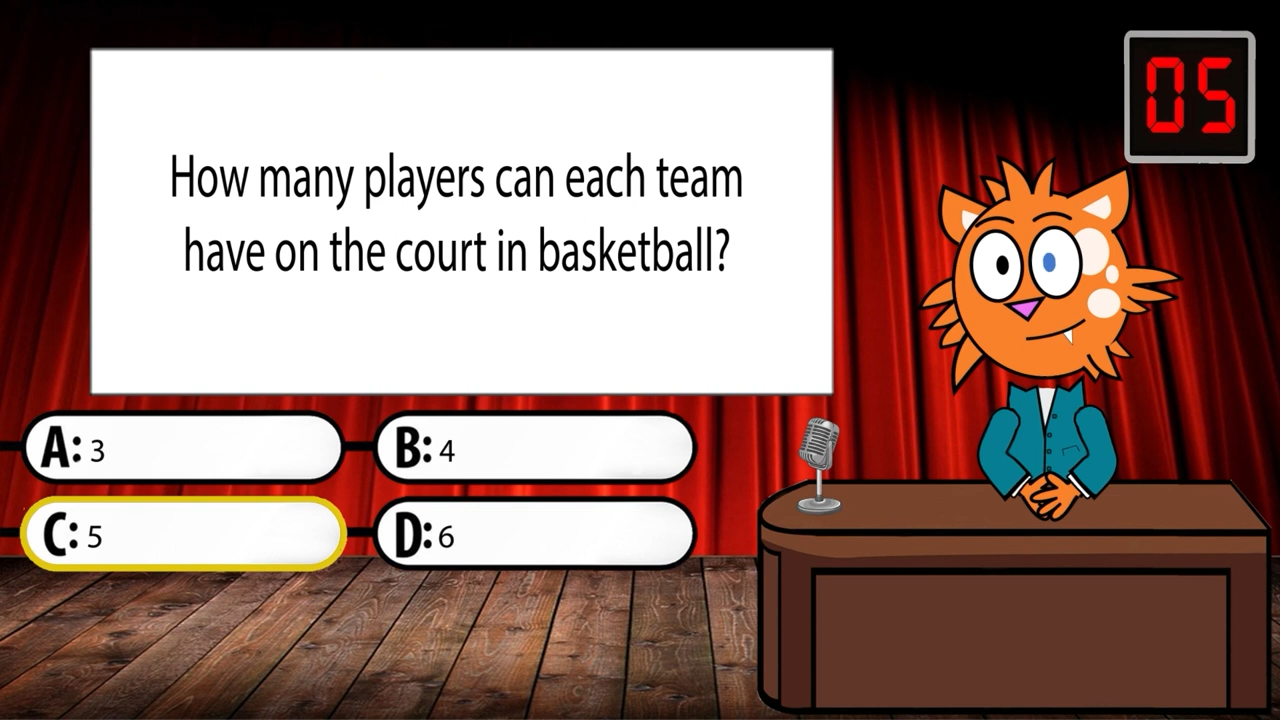 05
How many players can each team
have on the court in basketball?
A: 3
B: 4
C: 5
D: 6